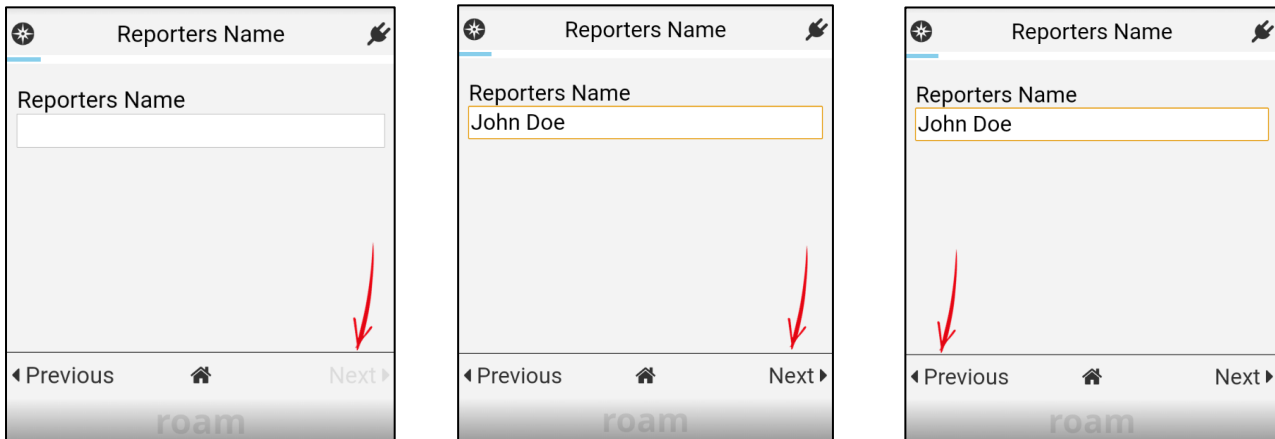 Reporters Name
Reporters Name
Previous
Next
roam
Reporters Name
Reporters Name
John Doe
Previous
Next
roam
Reporters Name
Reporters Name
John Doe
Previous
Next
roam